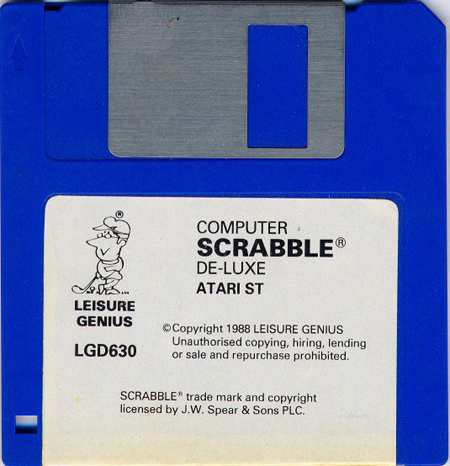 COMPUTER
SCRABBLE®
DE-LUXE
ATARI ST
®
LEISURE
GENIUS
LGD630
©Copyright 1988 LEISURE GENIUS
Unauthorised copying, hiring, lending
or sale and repurchase prohibited.
SCRABBLE® trade mark and copyright
licensed by J.W. Spear & Sons PLC.